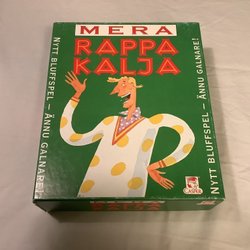 MERA
RAPPA
KALJA
NYTT BLUFFSPEL – ÄNNU GALNARE!
NYTT BLUFFSPEL – ÄNNU GALNARE!